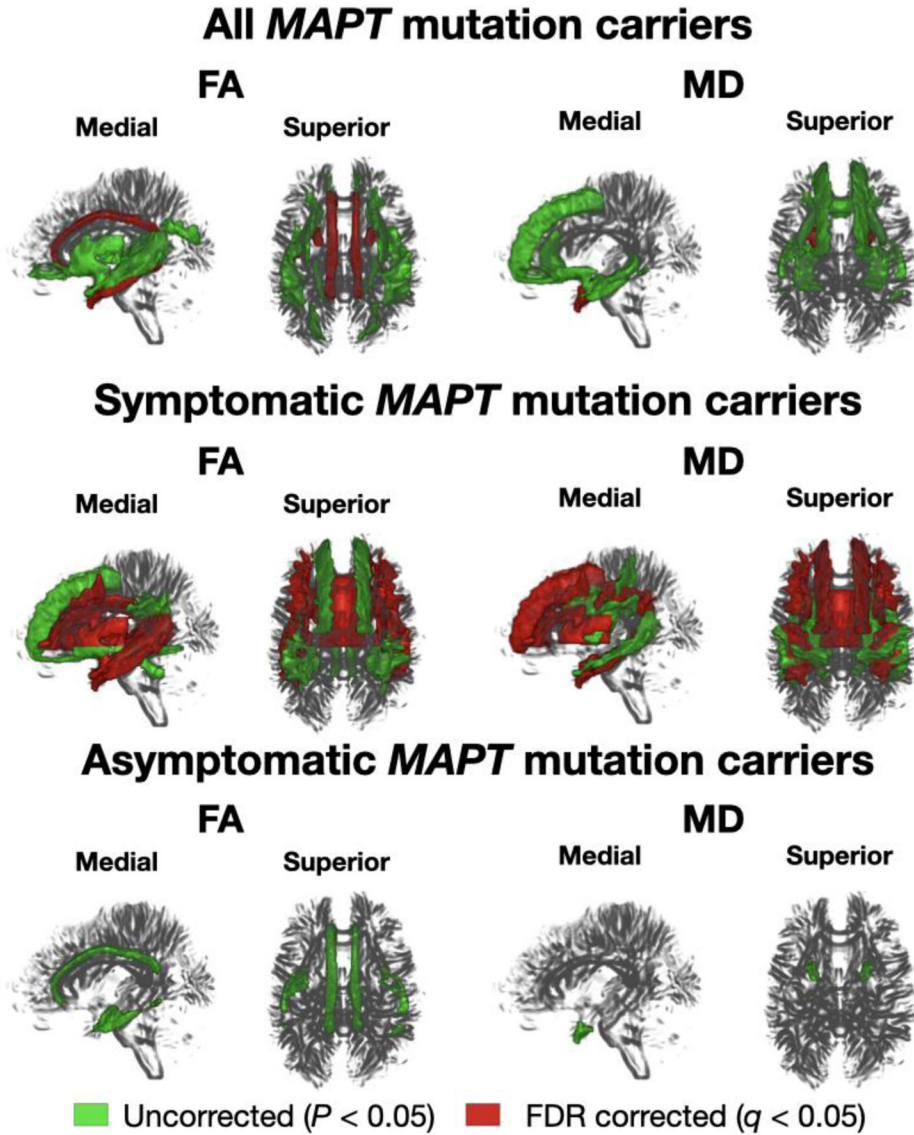 All MAPT mutation carriers
FA MD
Medial Superior Medial Superior
Symptomatic MAPT mutation carriers
FA MD
Medial Superior Medial Superior
Asymptomatic MAPT mutation carriers
FA MD
Medial Superior Medial Superior
Uncorrected (P < 0.05) FDR corrected (q < 0.05)